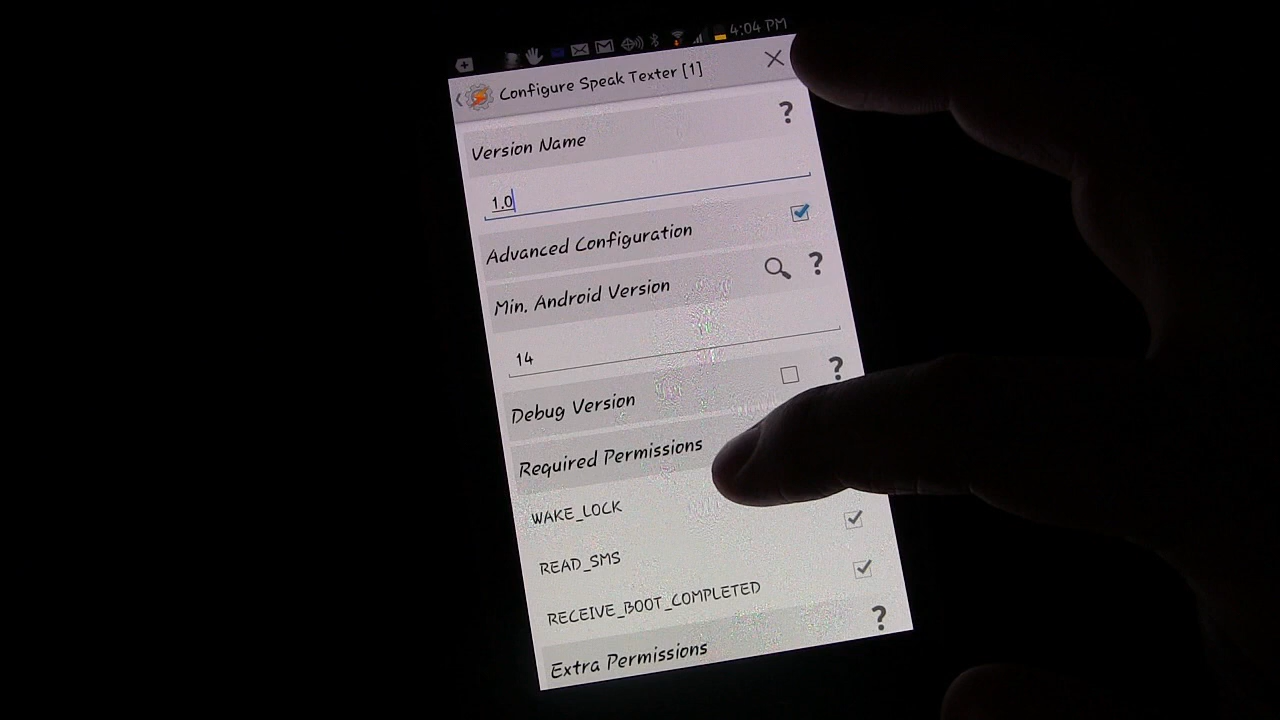 4:04 PM
Configure Speak Texter [1]
Version Name
1.0
Advanced Configuration
Min. Android Version
14
Debug Version
Required Permissions
WAKE_LOCK
READ_SMS
RECEIVE_BOOT_COMPLETED
Extra Permissions